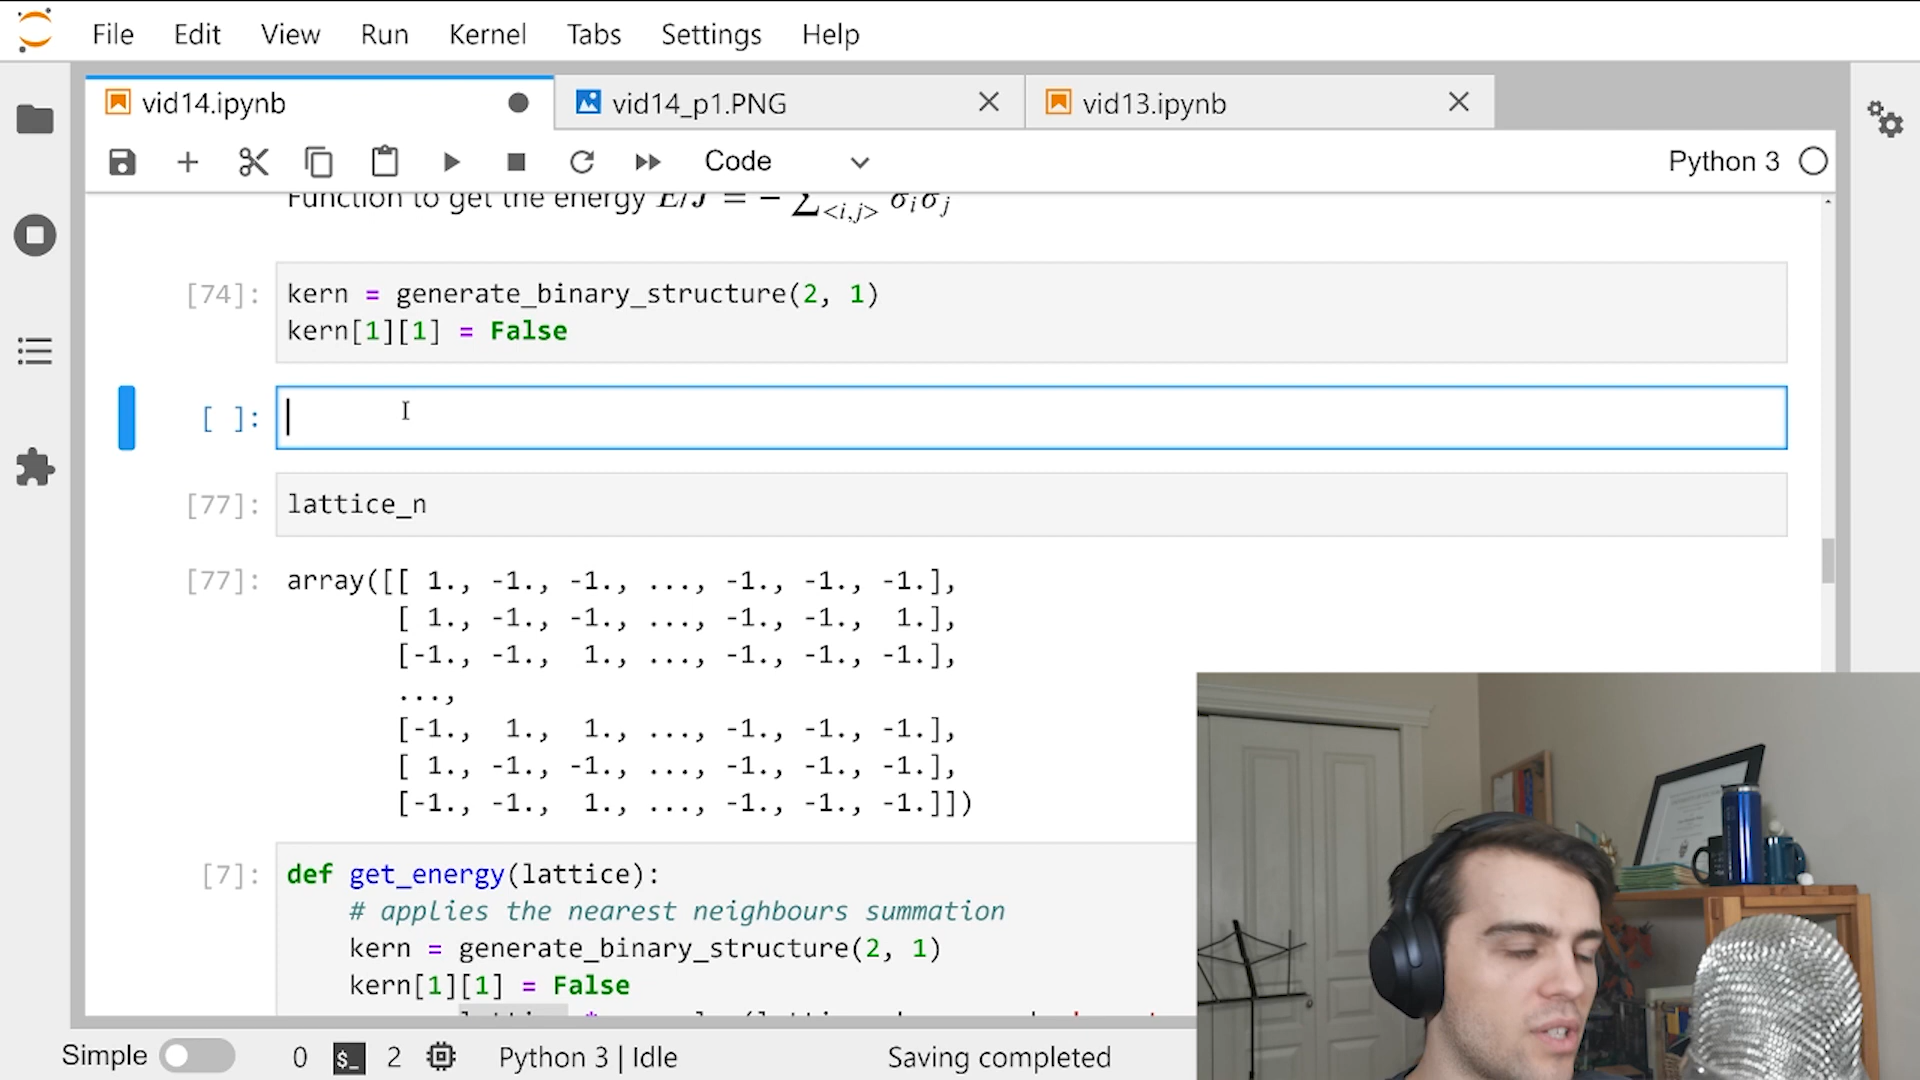 File Edit View Run Kernel Tabs Settings Help
vid14.ipynb vid14_p1.PNG vid13.ipynb
Code Python 3
Function to get the energy E/J = − ∑<i,j> σiσj
[74]: kern = generate_binary_structure(2, 1)
kern[1][1] = False
[ ]:
[77]: lattice_n
[77]: array([[ 1., -1., -1., ..., -1., -1., -1.],
[ 1., -1., -1., ..., -1., -1., 1.],
[-1., -1., 1., ..., -1., -1., -1.],
...,
[-1., 1., 1., ..., -1., -1., -1.],
[ 1., -1., -1., ..., -1., -1., -1.],
[-1., -1., 1., ..., -1., -1., -1.]])
[7]: def get_energy(lattice):
# applies the nearest neighbours summation
kern = generate_binary_structure(2, 1)
kern[1][1] = False
Simple 0 $_ 2 Python 3 | Idle Saving completed